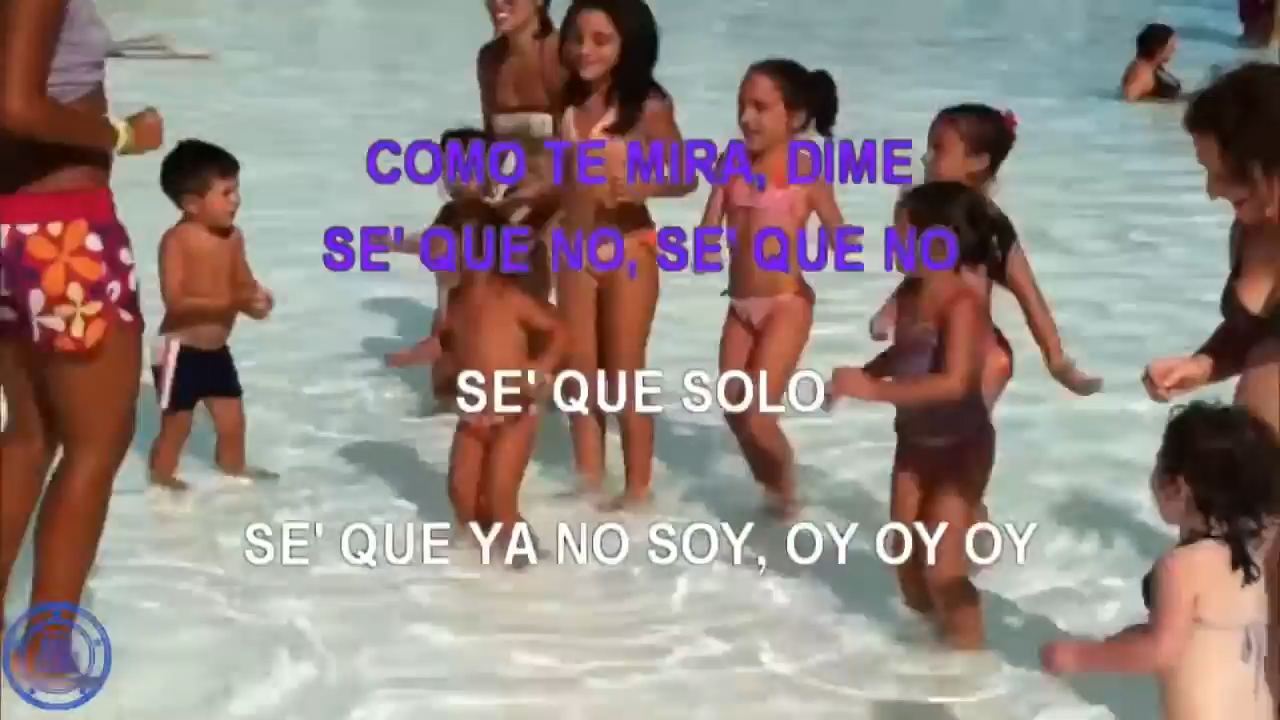 COMO TE MIRA, DIME
SE' QUE NO, SE' QUE NO
SE' QUE SOLO
SE' QUE YA NO SOY, OY OY OY